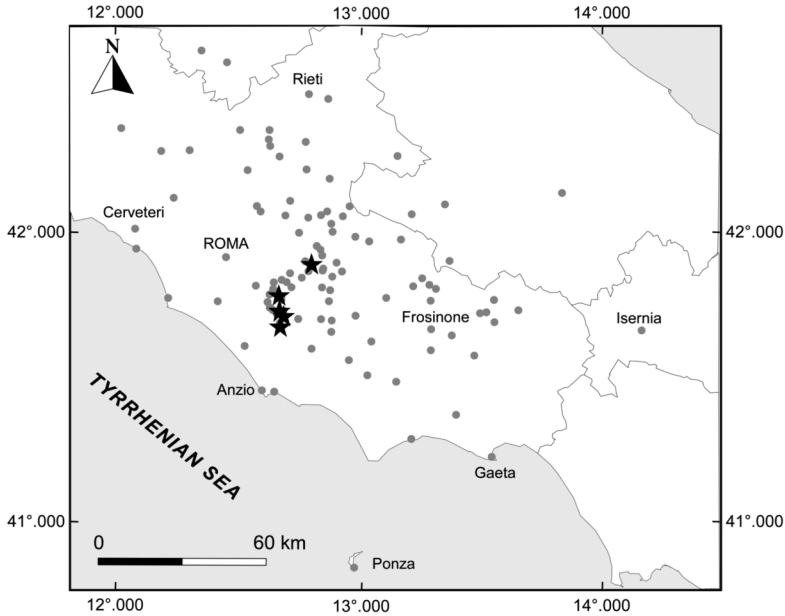 12°.000 13°.000 14°.000
N
Rieti
Cerveteri
42°.000 42°.000
ROMA
Frosinone
Isernia
Anzio
TYRRHENIAN SEA
Gaeta
41°.000 41°.000
0 60 km
Ponza
12°.000 13°.000 14°.000